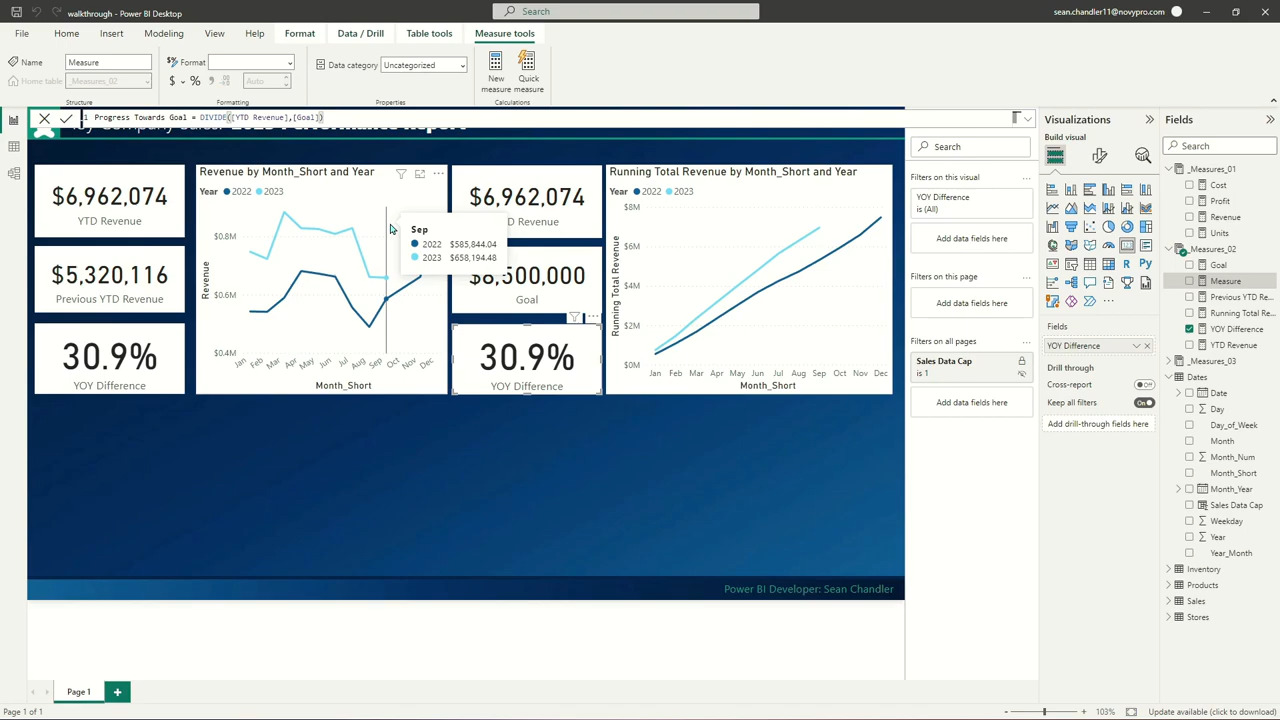 walkthrough - Power BI Desktop
Search
sean.chandler11@novypro.com
File
Home
Insert
Modeling
View
Help
Format
Data / Drill
Table tools
Measure tools
Name
Measure
Home table
_Measures_02
Structure
Format
$
%
Auto
Formatting
Data category
Uncategorized
Properties
New measure
Quick measure
Calculations
1 Progress Towards Goal = DIVIDE([YTD Revenue],[Goal])
$6,962,074
YTD Revenue
$5,320,116
Previous YTD Revenue
30.9%
YOY Difference
Revenue by Month_Short and Year
Year 2022 2023
$0.8M
$0.6M
$0.4M
Revenue
Jan Feb Mar Apr May Jun Jul Aug Sep Oct Nov Dec
Month_Short
Sep
2022 $585,844.04
2023 $658,194.48
$6,962,074
Revenue
500,000
Goal
30.9%
YOY Difference
Running Total Revenue by Month_Short and Year
Year 2022 2023
$8M
$6M
$4M
$2M
$0M
Running Total Revenue
Jan Feb Mar Apr May Jun Jul Aug Sep Oct Nov Dec
Month_Short
Power BI Developer: Sean Chandler
Search
Filters on this visual
YOY Difference
is (All)
Add data fields here
Filters on this page
Add data fields here
Filters on all pages
Sales Data Cap
is 1
Add data fields here
Visualizations
Build visual
R
Py
Fields
YOY Difference
Drill through
Cross-report
Off
Keep all filters
On
Add drill-through fields here
Fields
Search
_Measures_01
Cost
Profit
Revenue
Units
_Measures_02
Goal
Measure
Previous YTD Re...
Running Total Re...
YOY Difference
YTD Revenue
_Measures_03
Dates
Date
Day
Day_of_Week
Month
Month_Num
Month_Short
Month_Year
Sales Data Cap
Weekday
Year
Year_Month
Inventory
Products
Sales
Stores
Page 1
Page 1 of 1
103%
Update available (click to download)